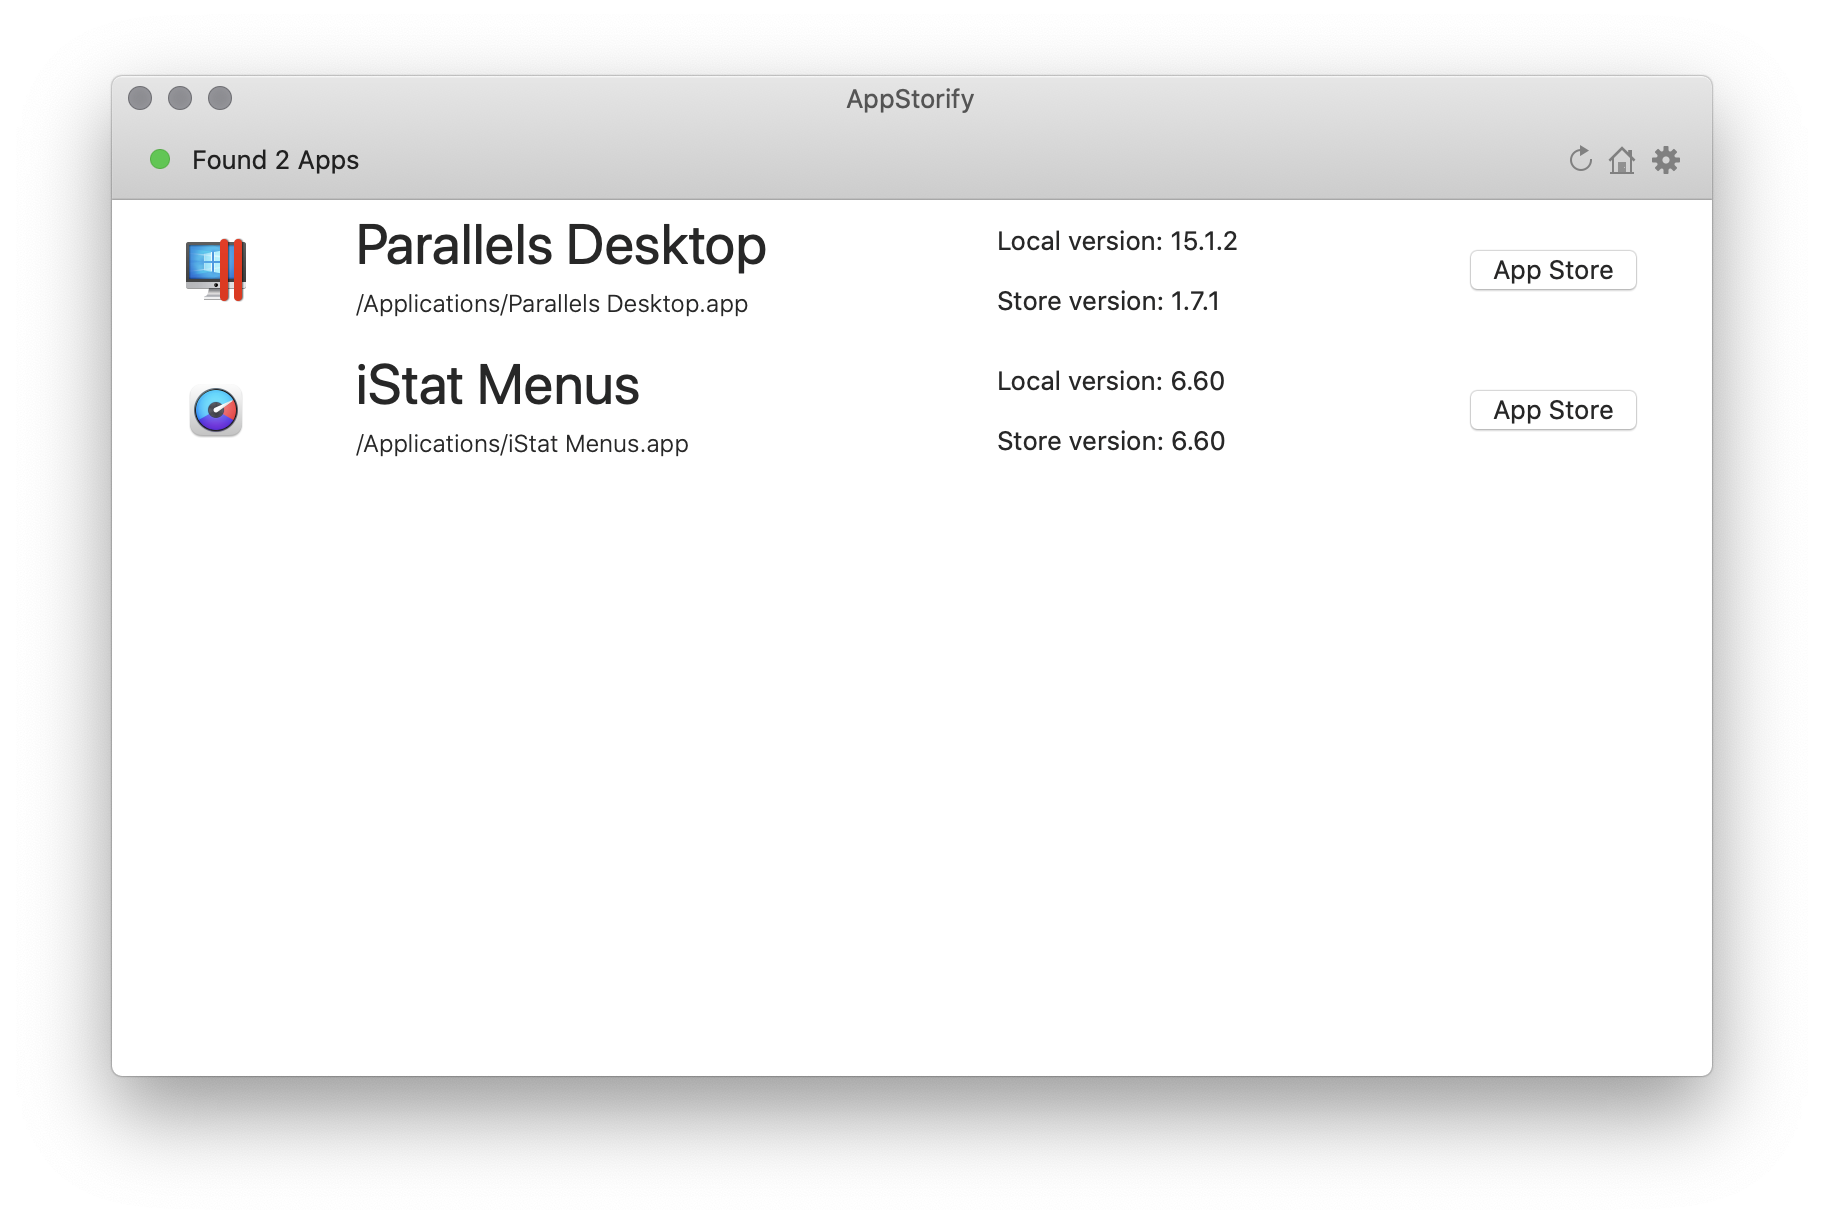 AppStorify
Found 2 Apps
Parallels Desktop
/Applications/Parallels Desktop.app
Local version: 15.1.2
Store version: 1.7.1
App Store
iStat Menus
/Applications/iStat Menus.app
Local version: 6.60
Store version: 6.60
App Store